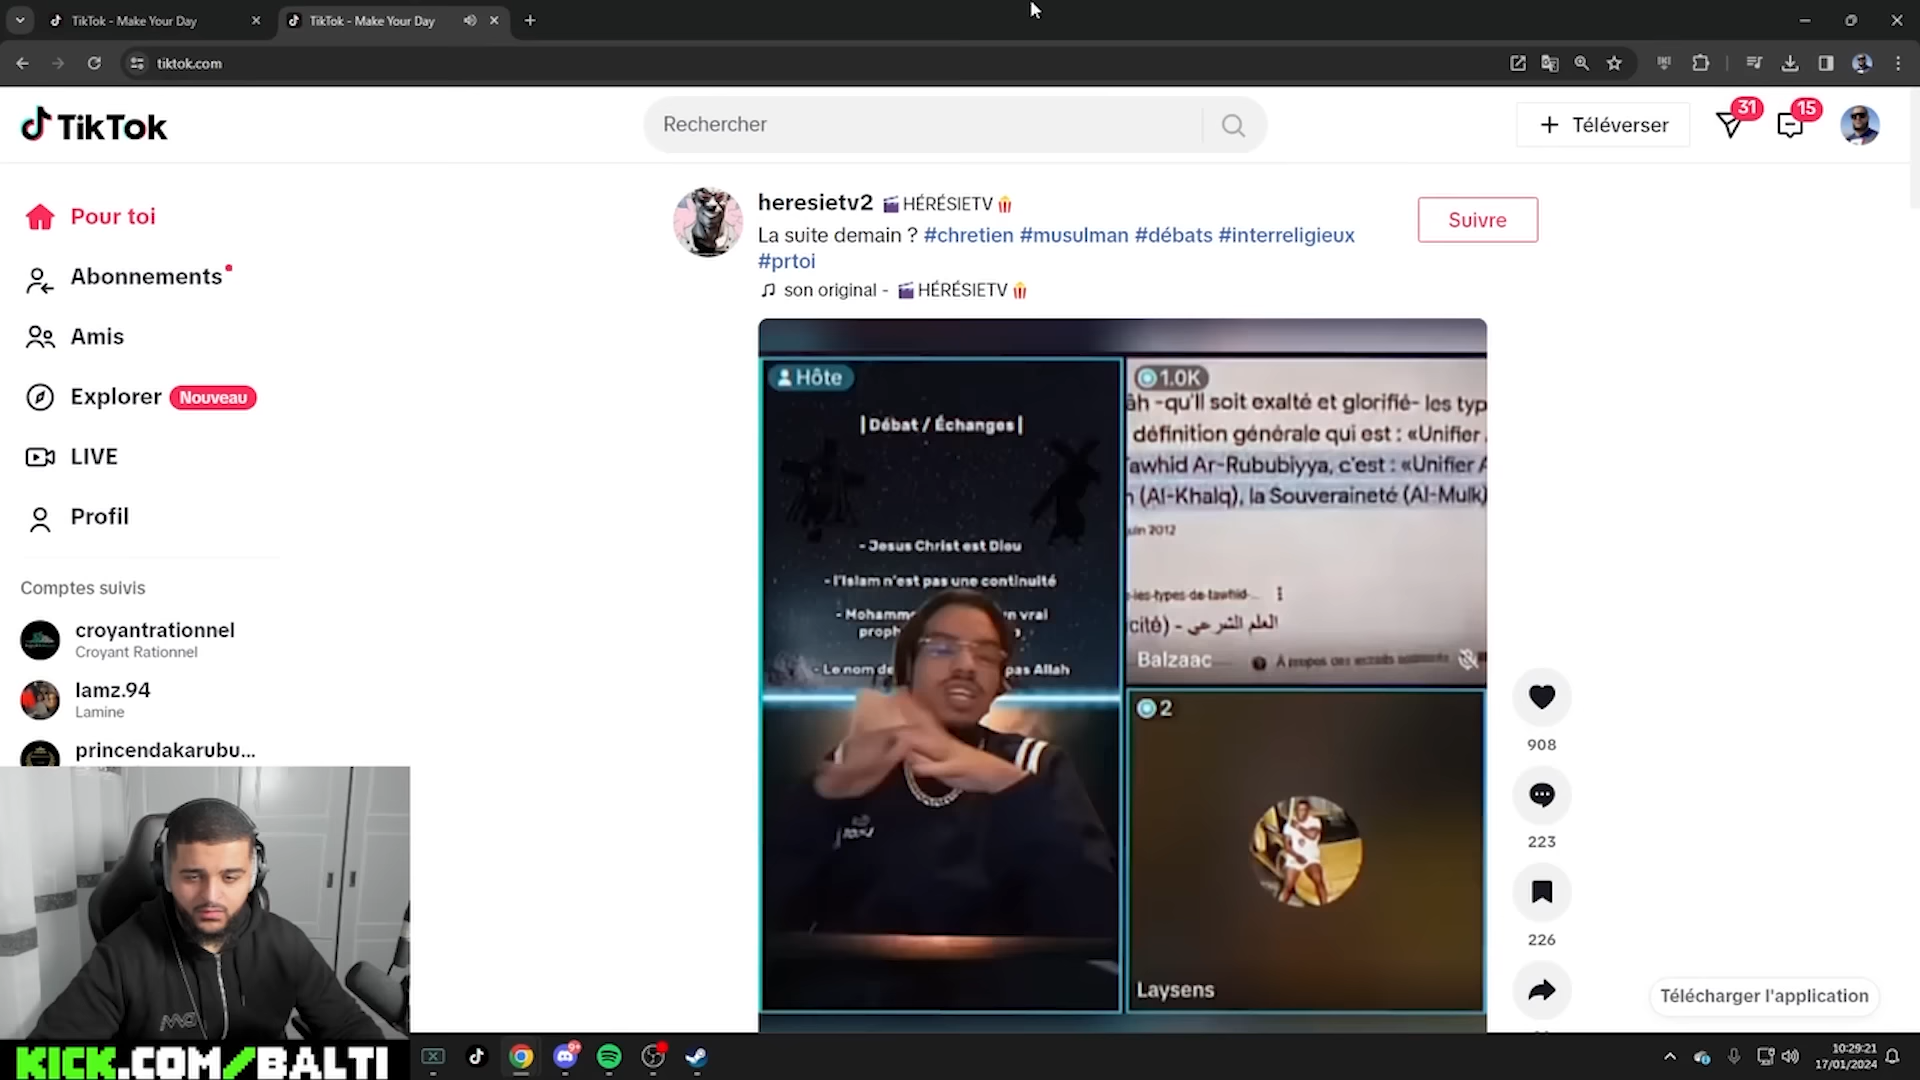 TikTok - Make Your Day
TikTok - Make Your Day
tiktok.com
TikTok
Rechercher
Téléverser
31
15
Pour toi
Abonnements
Amis
Explorer
Nouveau
LIVE
Profil
Comptes suivis
croyantrationnel
Croyant Rationnel
lamz.94
Lamine
princendakarubu...
heresietv2 HÉRÉSIETV
La suite demain ? #chretien #musulman #débats #interreligieux
#prtoi
son original - HÉRÉSIETV
Suivre
Hôte
|Débat / Échanges|
- Jesus Christ est Dieu
- l'Islam n'est pas une continuité
- Mohamm vrai
proph
- Le nom de pas Allah
1.0K
âh -qu'Il soit exalté et glorifié- les typ
définition générale qui est : «Unifier
Tawhid Ar-Rububiyya, c'est : «Unifier A
(Al-Khalq), la Souveraineté (Al-Mulk)
juin 2012
-les-types-de-tawhid-...
cité) - العلم الشرعي
Balzaac
À propos des
2
Laysens
908
223
226
Télécharger l'application
KICK.COM/BALTI
10:29:21
17/01/2024